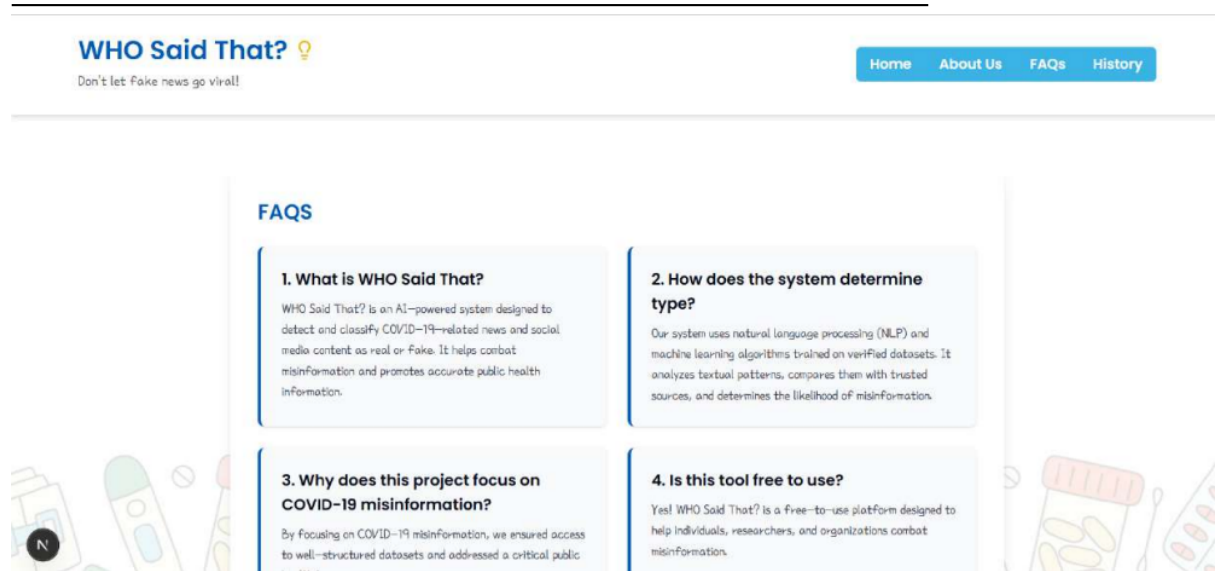 WHO Said That?
Don't let fake news go viral!
Home About Us FAQs History
FAQS
1. What is WHO Said That?
WHO Said That? is an AI-powered system designed to
detect and classify COVID-19-related news and social
media content as real or fake. It helps combat
misinformation and promotes accurate public health
information.
2. How does the system determine
type?
Our system uses natural language processing (NLP) and
machine learning algorithms trained on verified datasets. It
analyzes textual patterns, compares them with trusted
sources, and determines the likelihood of misinformation.
3. Why does this project focus on
COVID-19 misinformation?
By focusing on COVID-19 misinformation, we ensured access
to well-structured datasets and addressed a critical public
4. Is this tool free to use?
Yes! WHO Said That? is a free-to-use platform designed to
help individuals, researchers, and organizations combat
misinformation.
N